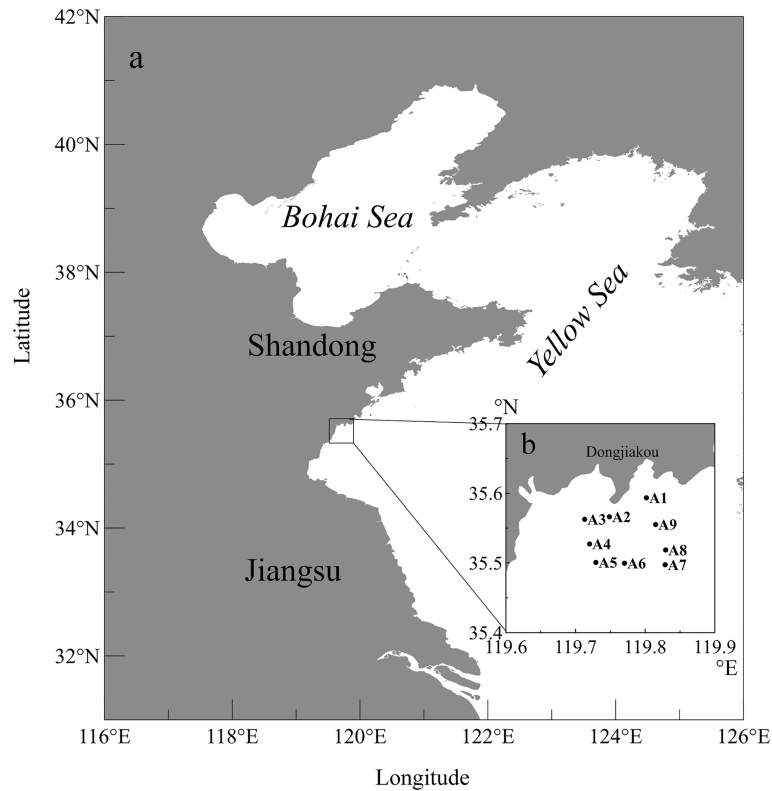 42°N
a
40°N
Bohai Sea
38°N
Yellow Sea
Latitude
Shandong
36°N
°N
35.7
b
Dongjiakou
35.6
A1
A3
A2
A9
34°N
A4
A8
35.5
A5
A6
A7
Jiangsu
35.4
119.6
119.7
119.8
119.9
32°N
°E
116°E
118°E
120°E
122°E
124°E
126°E
Longitude